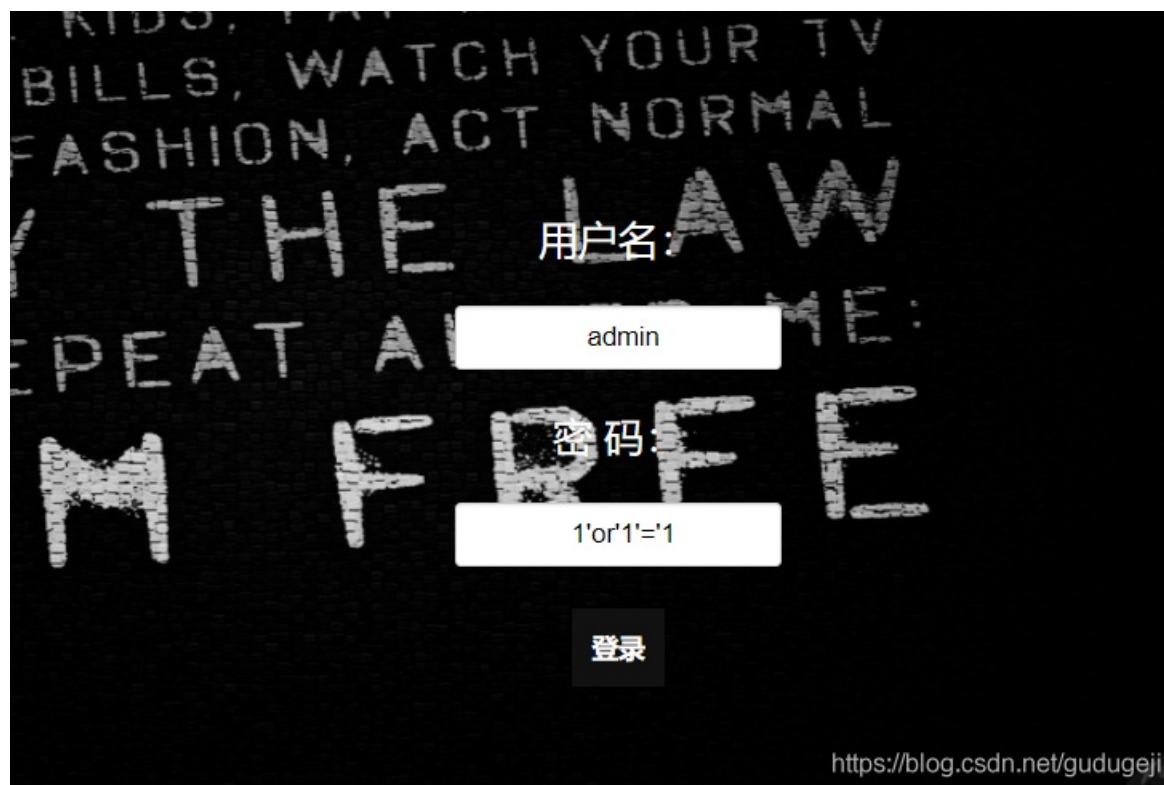 KIDS,
BILLS, WATCH YOUR TV
FASHION, ACT NORMAL
THE LAW
用户名：
REPEAT ME:
admin
密 码：
M FREE
1'or'1'='1
登录
https://blog.csdn.net/gudugeji